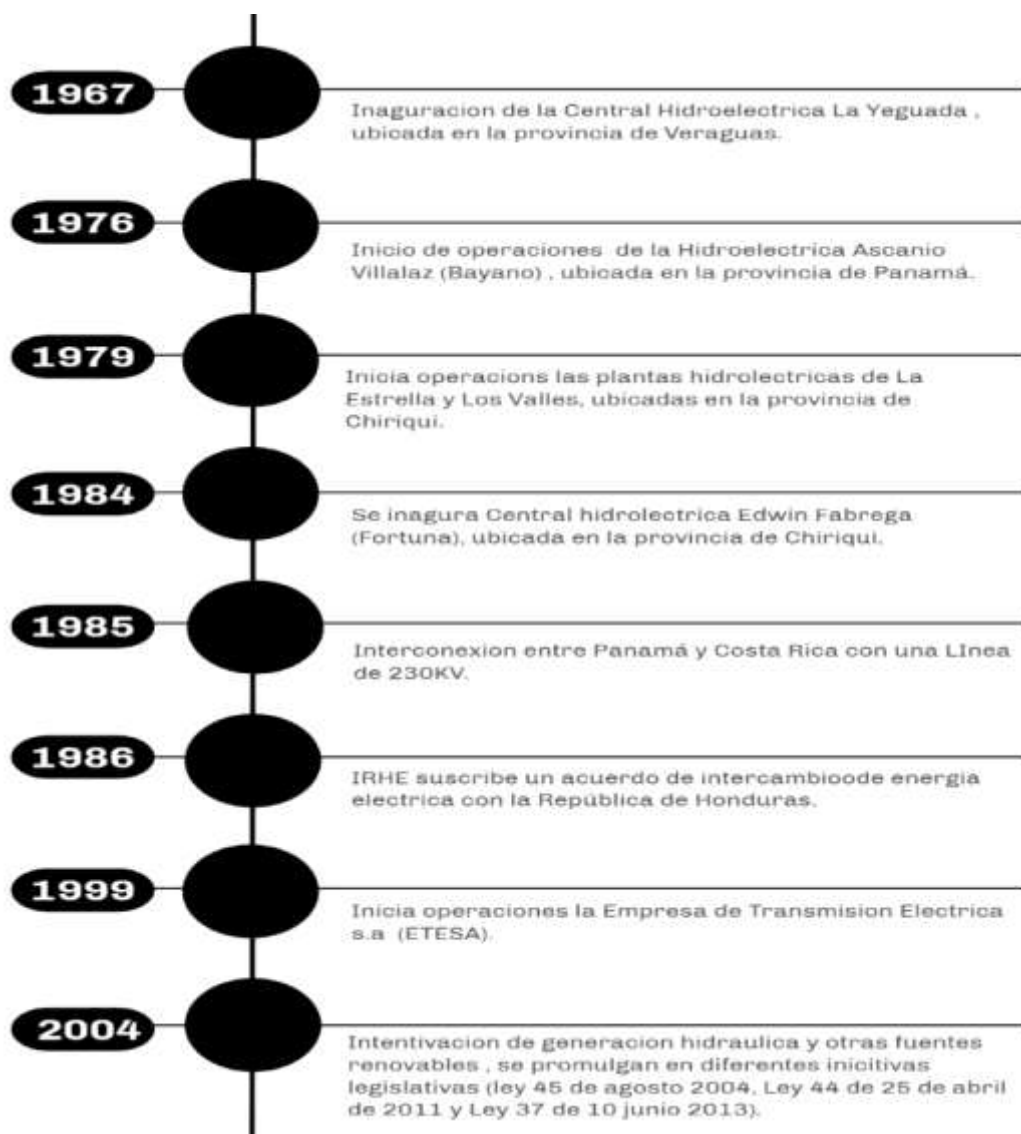 1967
Inaguracion de la Central Hidroelectrica La Yeguada ,
ubicada en la provincia de Veraguas.
1976
Inicio de operaciones de la Hidroelectrica Ascanio
Villalaz (Bayano) , ubicada en la provincia de Panamá.
1979
Inicia operacions las plantas hidrolectricas de La
Estrella y Los Valles, ubicadas en la provincia de
Chiriqui.
1984
Se inagura Central hidrolectrica Edwin Fabrega
(Fortuna), ubicada en la provincia de Chiriqui.
1985
Interconexion entre Panamá y Costa Rica con una LInea
de 230KV.
1986
IRHE suscribe un acuerdo de intercambioode energia
electrica con la República de Honduras.
1999
Inicia operaciones la Empresa de Transmision Electrica
s.a (ETESA).
2004
Intentivacion de generacion hidraulica y otras fuentes
renovables , se promulgan en diferentes inicitivas
legislativas (ley 45 de agosto 2004, Ley 44 de 25 de abril
de 2011 y Ley 37 de 10 junio 2013).